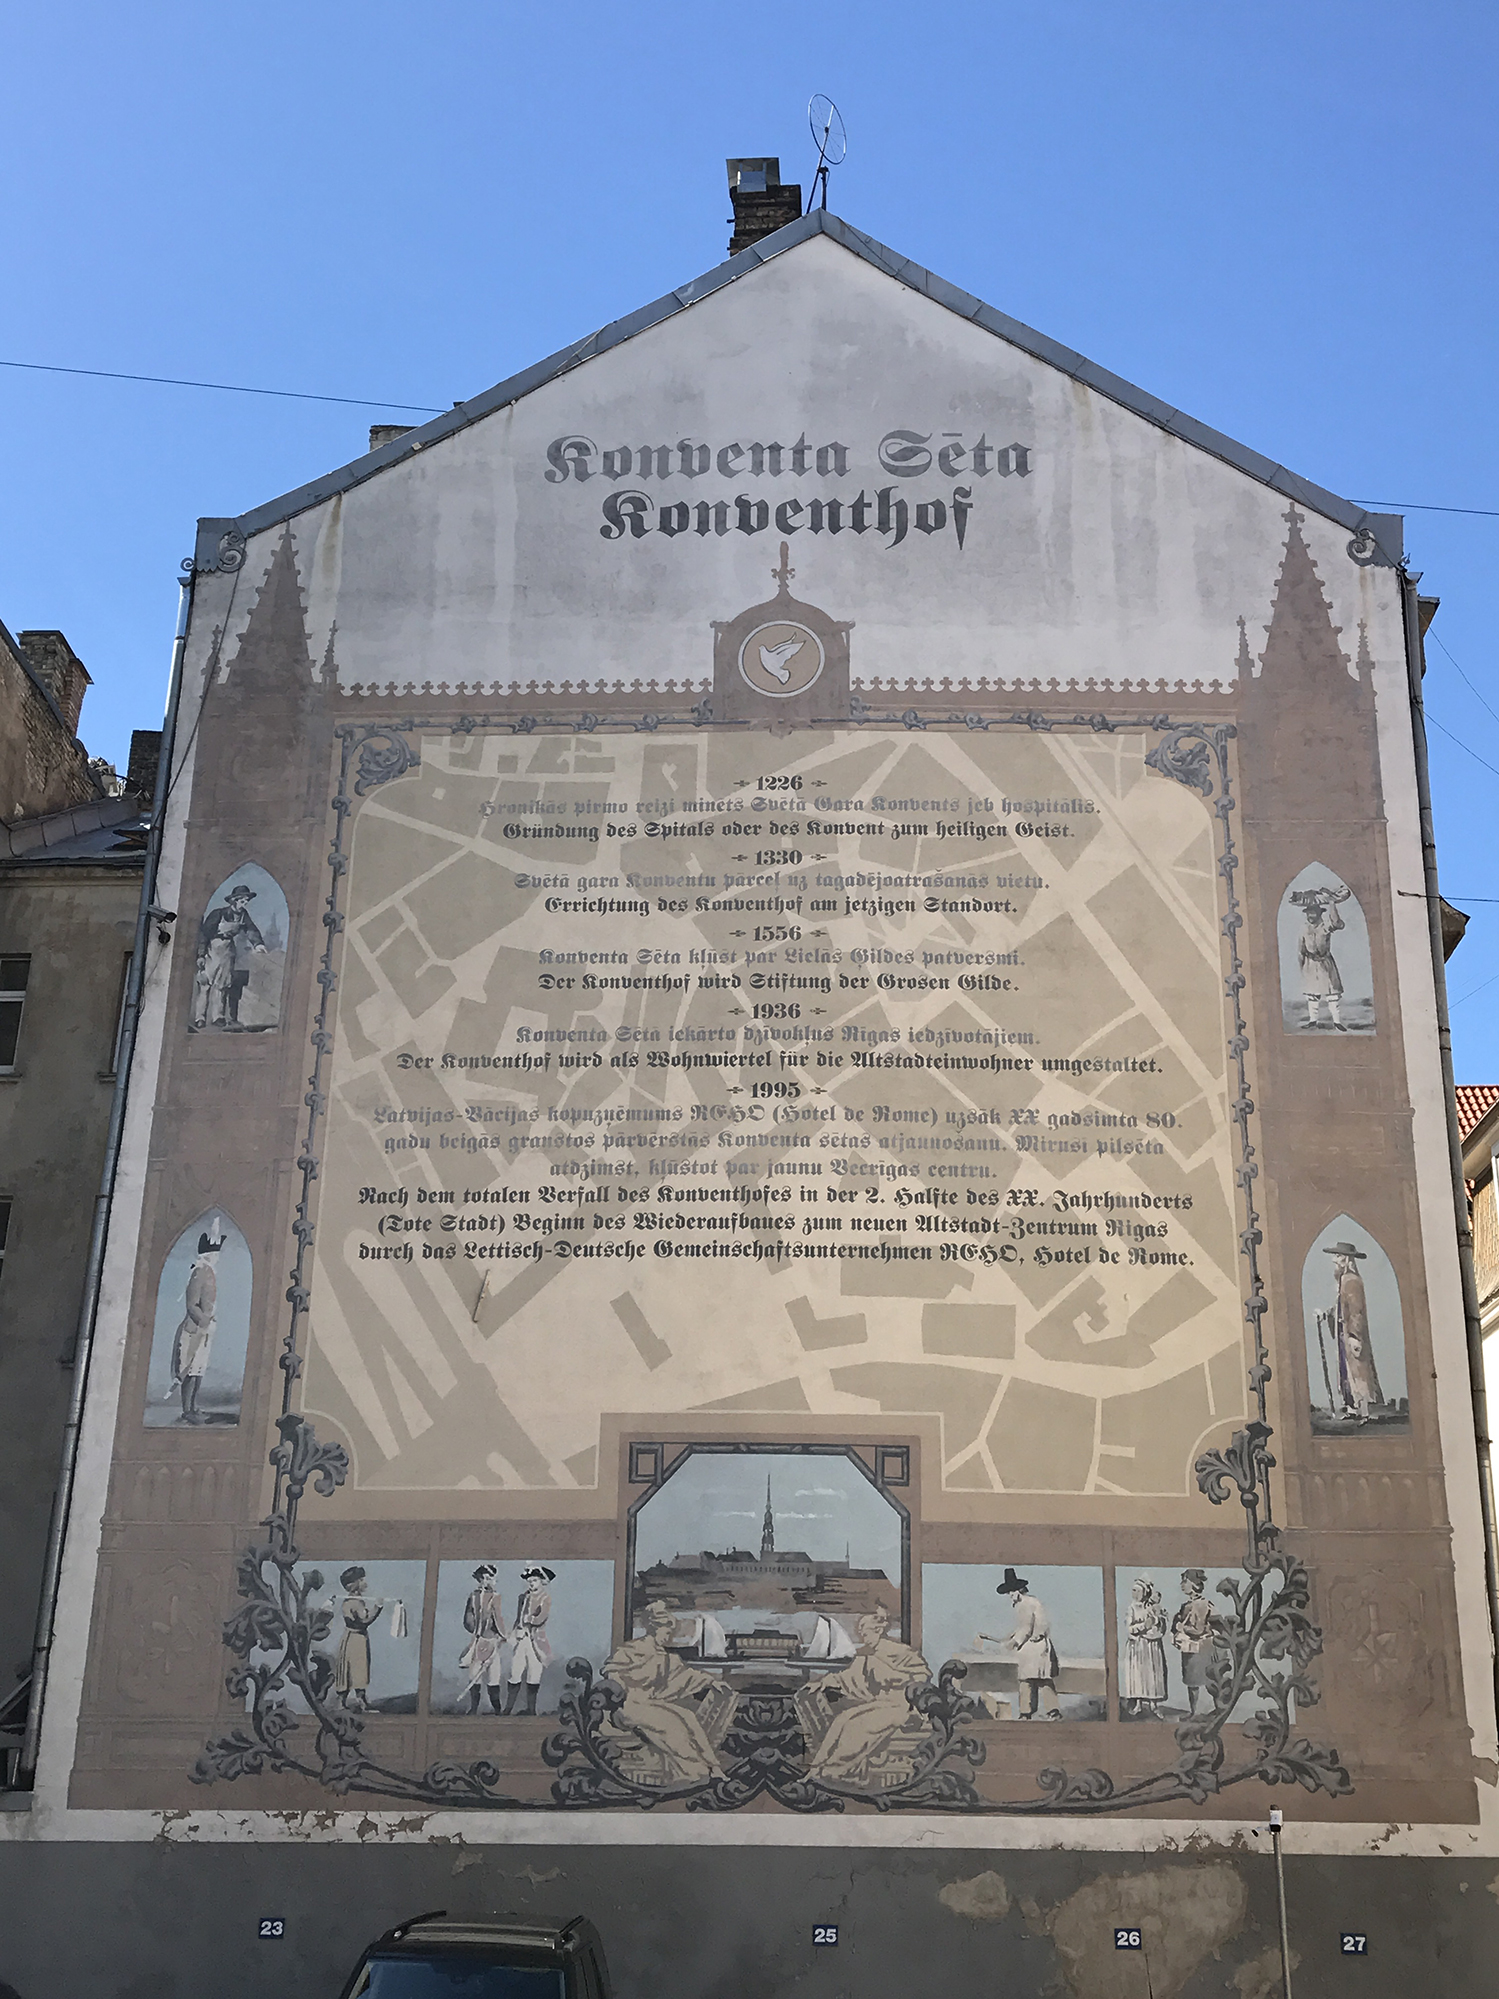 Konventa Sēta
Konventhof
1226
Hronikās pirmo reizi minēts Svētā Gara Konvents jeb hospitālis.
Gründung des Spitals oder des Konvent zum heiligen Geist.
1330
Svētā gara Konventu pārceļ uz tagadējoatrašanās vietu.
Errichtung des Konventhof am jetzigen Standort.
1556
Konventa Sēta kļūst par Lielās Ģildes patversmi.
Der Konventhof wird Stiftung der Grosen Gilde.
1936
Konventa Sētā iekārto dzīvokļus Rīgas iedzīvotājiem.
Der Konventhof wird als Wohnwiertel für die Altstadteinwohner umgestaltet.
1995
Latvijas-Vācijas kopuzņēmums REHO (Hotel de Rome) uzsāk XX gadsimta 80.
gadu beigās graustos pārvērstās Konventa sētas atjaunošanu. Mirusī pilsēta
atdzimst, kļūstot par jaunu Vecrīgas centru.
Nach dem totalen Verfall des Konventhofes in der 2. Halfte des XX. Jahrhunderts
(Tote Stadt) Beginn des Wiederaufbaues zum neuen Altstadt-Zentrum Rigas
durch das Lettisch-Deutsche Gemeinschaftsunternehmen REHO, Hotel de Rome.
23
25
26
27